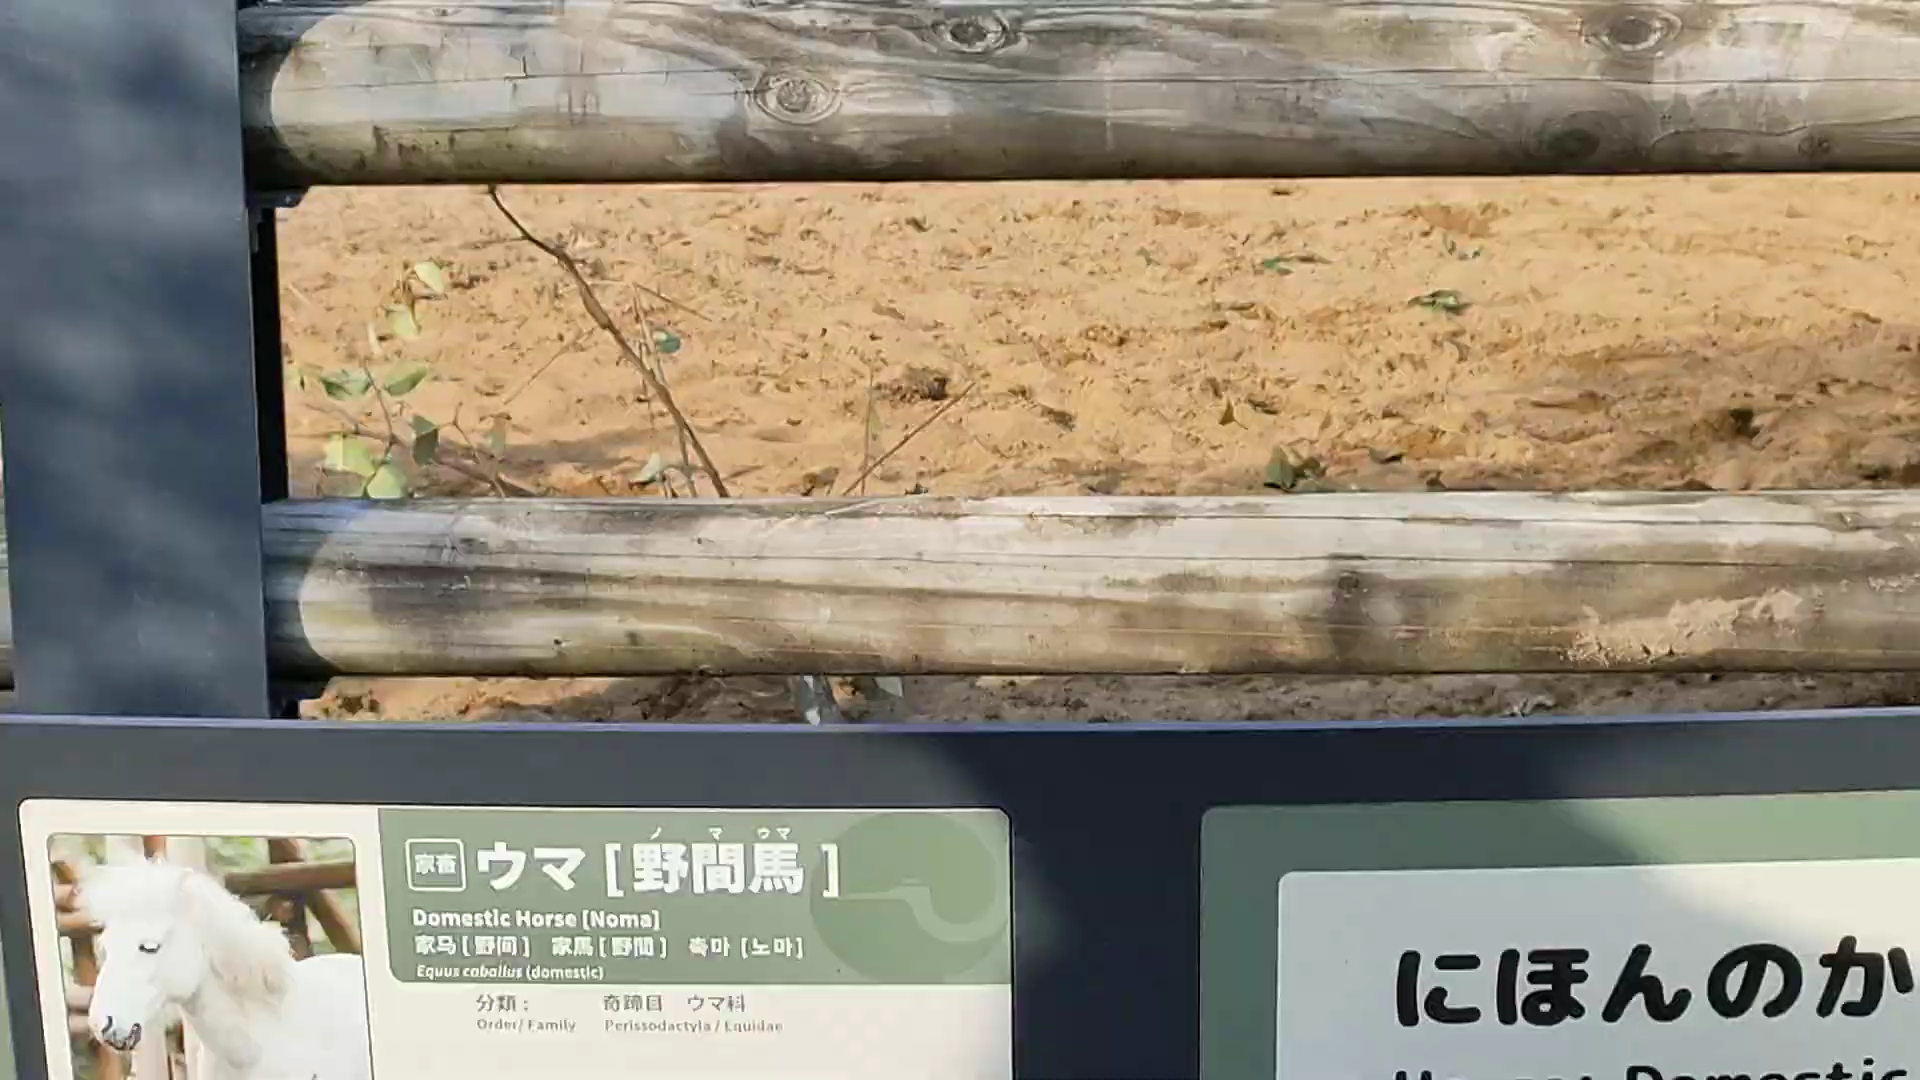 ノ マ ウマ
家畜 ウマ [野間馬]
Domestic Horse [Noma]
家马 [野间] 家馬 [野間] 축마 [노마]
Equus caballus (domestic)
分類： 奇蹄目 ウマ科
Order/ Family Perissodactyla / Equidae
にほんのか
Domestic